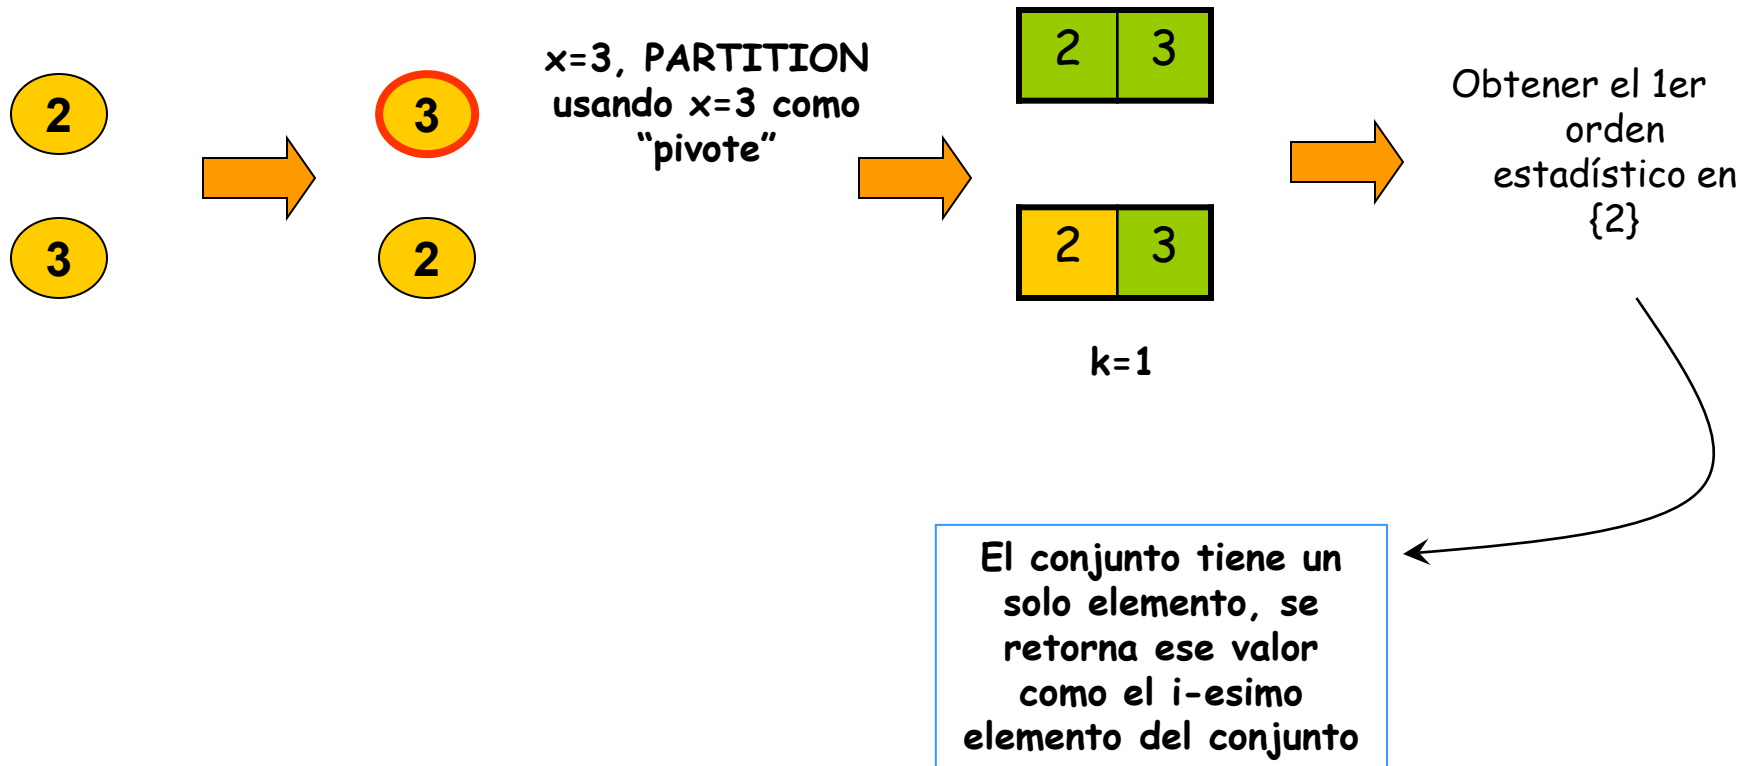 2
3
3
2
x=3, PARTITION
usando x=3 como
“pivote”
2 3
2 3
k=1
Obtener el 1er
orden
estadístico en
{2}
El conjunto tiene un
solo elemento, se
retorna ese valor
como el i-esimo
elemento del conjunto